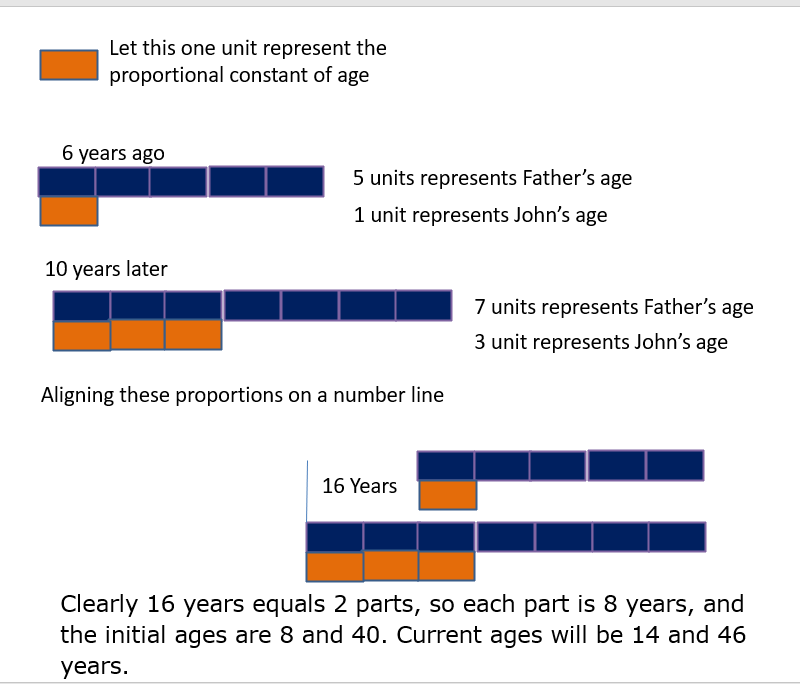 Let this one unit represent the
proportional constant of age
6 years ago
5 units represents Father's age
1 unit represents John's age
10 years later
7 units represents Father's age
3 unit represents John's age
Aligning these proportions on a number line
16 Years
Clearly 16 years equals 2 parts, so each part is 8 years, and
the initial ages are 8 and 40. Current ages will be 14 and 46
years.